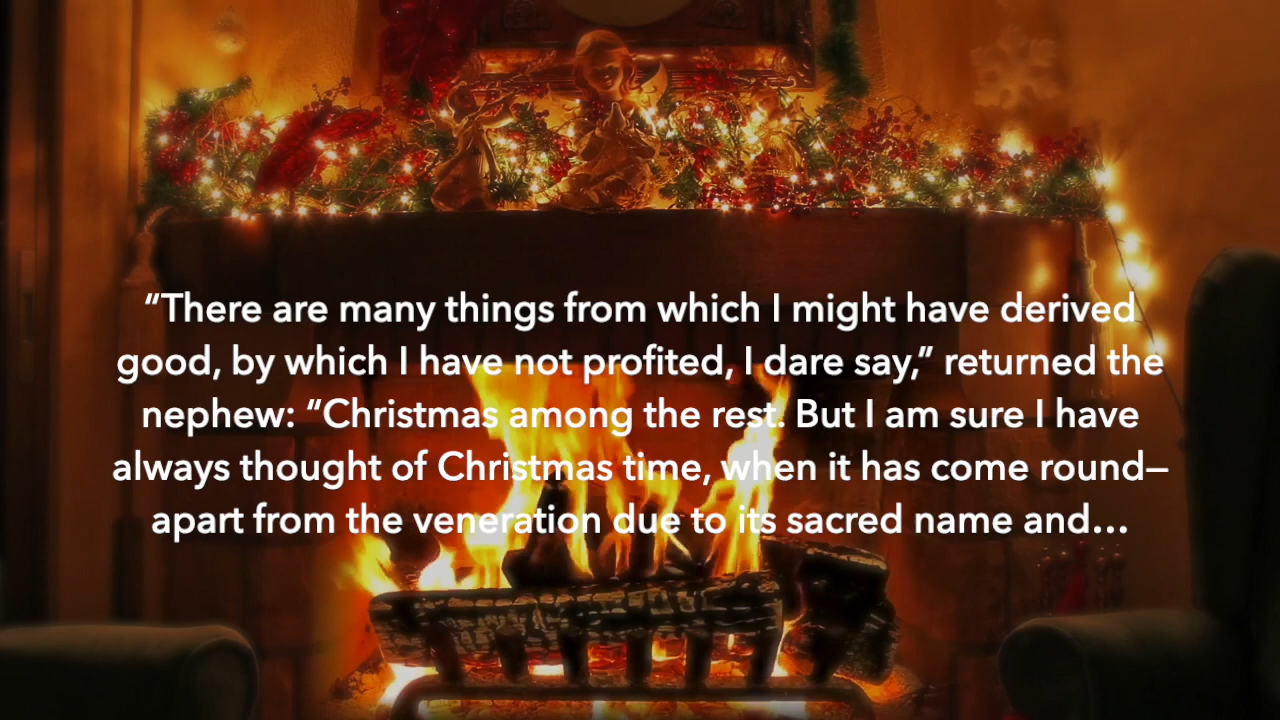 “There are many things from which I might have derived
good, by which I have not profited, I dare say,” returned the
nephew: “Christmas among the rest. But I am sure I have
always thought of Christmas time, when it has come round—
apart from the veneration due to its sacred name and…